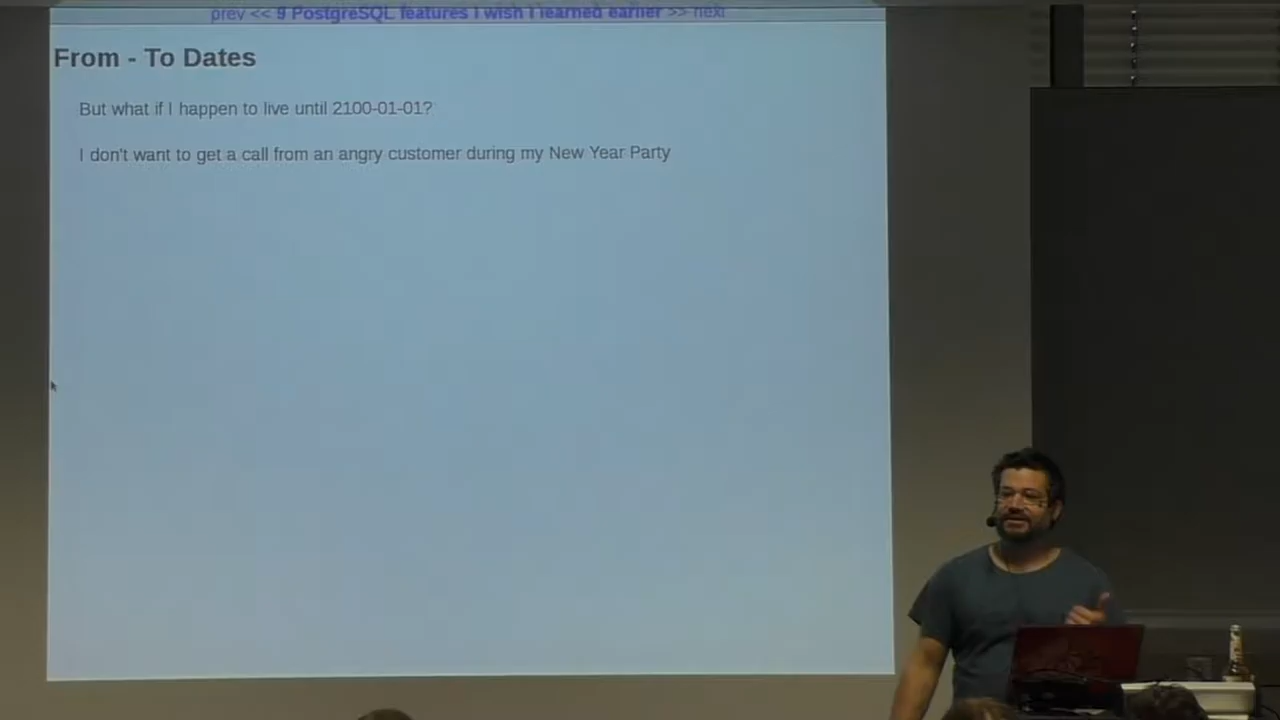 prev << 9 PostgreSQL features I wish I learned earlier >> next
From - To Dates
But what if I happen to live until 2100-01-01?
I don't want to get a call from an angry customer during my New Year Party